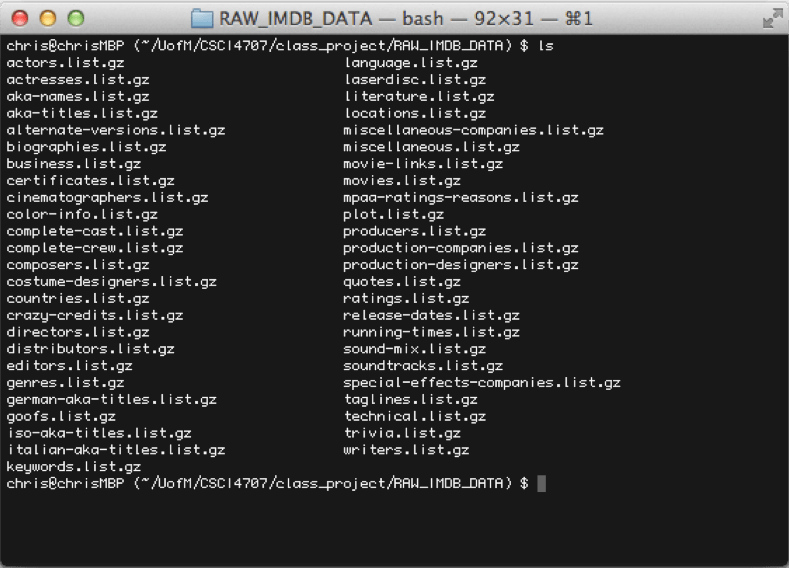 RAW_IMDB_DATA — bash — 92×31 — ⌘1
chris@chrisMBP (~/UofM/CSCI4707/class_project/RAW_IMDB_DATA) $ ls
actors.list.gz language.list.gz
actresses.list.gz laserdisc.list.gz
aka-names.list.gz literature.list.gz
aka-titles.list.gz locations.list.gz
alternate-versions.list.gz miscellaneous-companies.list.gz
biographies.list.gz miscellaneous.list.gz
business.list.gz movie-links.list.gz
certificates.list.gz movies.list.gz
cinematographers.list.gz mpaa-ratings-reasons.list.gz
color-info.list.gz plot.list.gz
complete-cast.list.gz producers.list.gz
complete-crew.list.gz production-companies.list.gz
composers.list.gz production-designers.list.gz
costume-designers.list.gz quotes.list.gz
countries.list.gz ratings.list.gz
crazy-credits.list.gz release-dates.list.gz
directors.list.gz running-times.list.gz
distributors.list.gz sound-mix.list.gz
editors.list.gz soundtracks.list.gz
genres.list.gz special-effects-companies.list.gz
german-aka-titles.list.gz taglines.list.gz
goofs.list.gz technical.list.gz
iso-aka-titles.list.gz trivia.list.gz
italian-aka-titles.list.gz writers.list.gz
keywords.list.gz
chris@chrisMBP (~/UofM/CSCI4707/class_project/RAW_IMDB_DATA) $